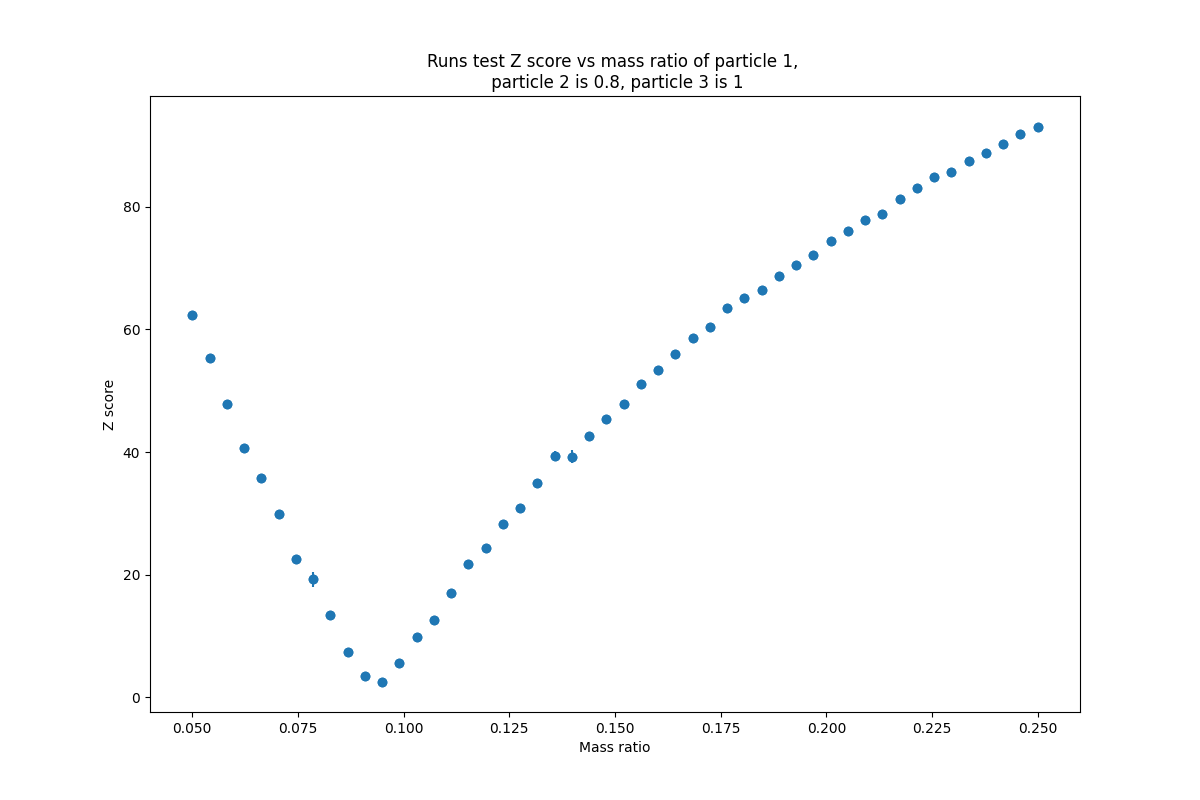 Runs test Z score vs mass ratio of particle 1,
particle 2 is 0.8, particle 3 is 1
Z score
80
60
40
20
0
0.050 0.075 0.100 0.125 0.150 0.175 0.200 0.225 0.250
Mass ratio